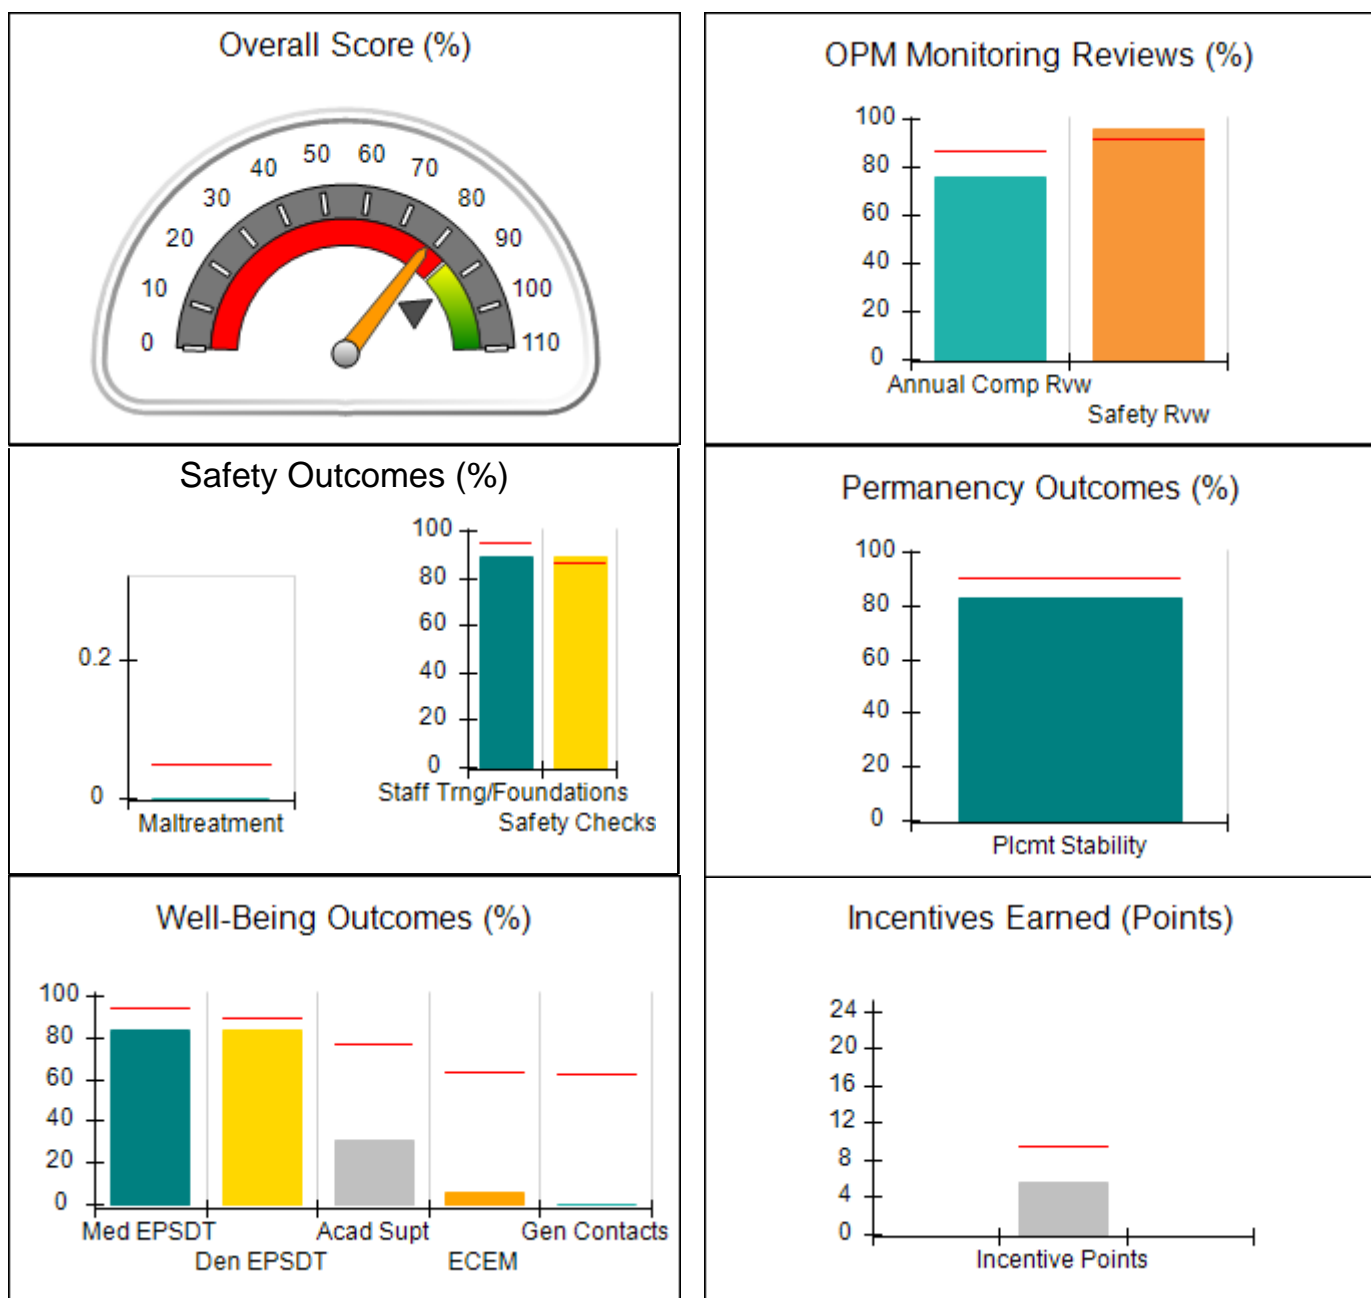 Overall Score (%)
0 10 20 30 40 50 60 70 80 90 100 110
OPM Monitoring Reviews (%)
100
80
60
40
20
0
Annual Comp Rvw
Safety Rvw
Safety Outcomes (%)
0.2
0
Maltreatment
100
80
60
40
20
0
Staff Trng/Foundations
Safety Checks
Permanency Outcomes (%)
100
80
60
40
20
0
Plcmt Stability
Well-Being Outcomes (%)
100
80
60
40
20
0
Med EPSDT Acad Supt Gen Contacts
Den EPSDT ECEM
Incentives Earned (Points)
24
20
16
12
8
4
0
Incentive Points